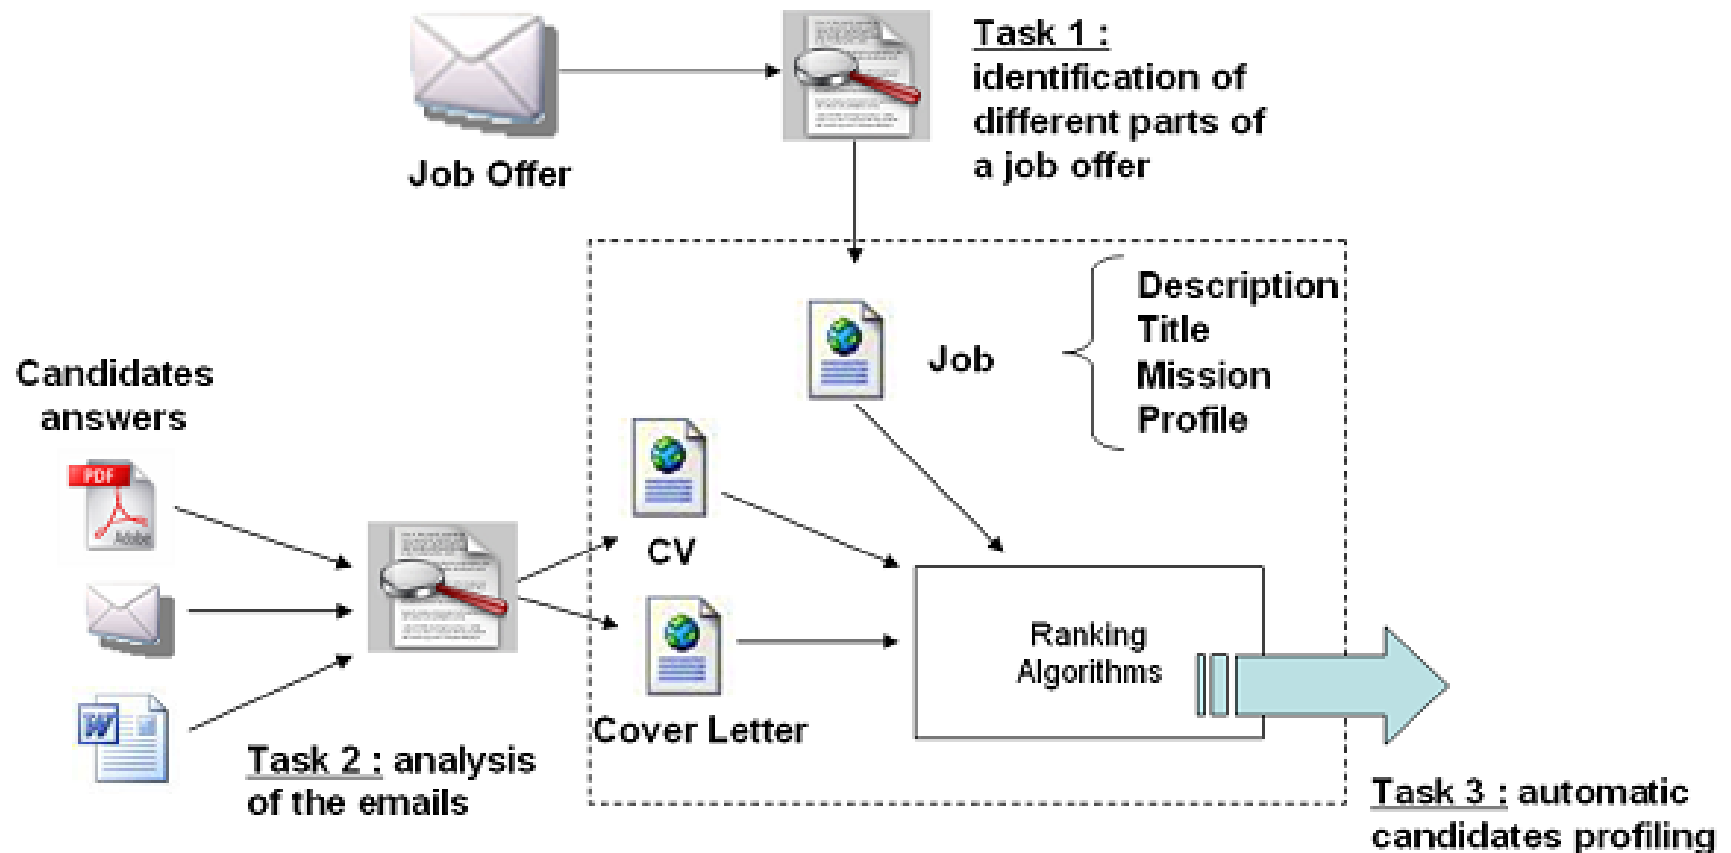 Task 1 :
identification of
different parts of
a job offer
Job Offer
Description
Title
Mission
Profile
Job
Candidates
answers
PDF
Adobe
CV
W
Ranking
Algorithms
Cover Letter
Task 2 : analysis
of the emails
Task 3 : automatic
candidates profiling